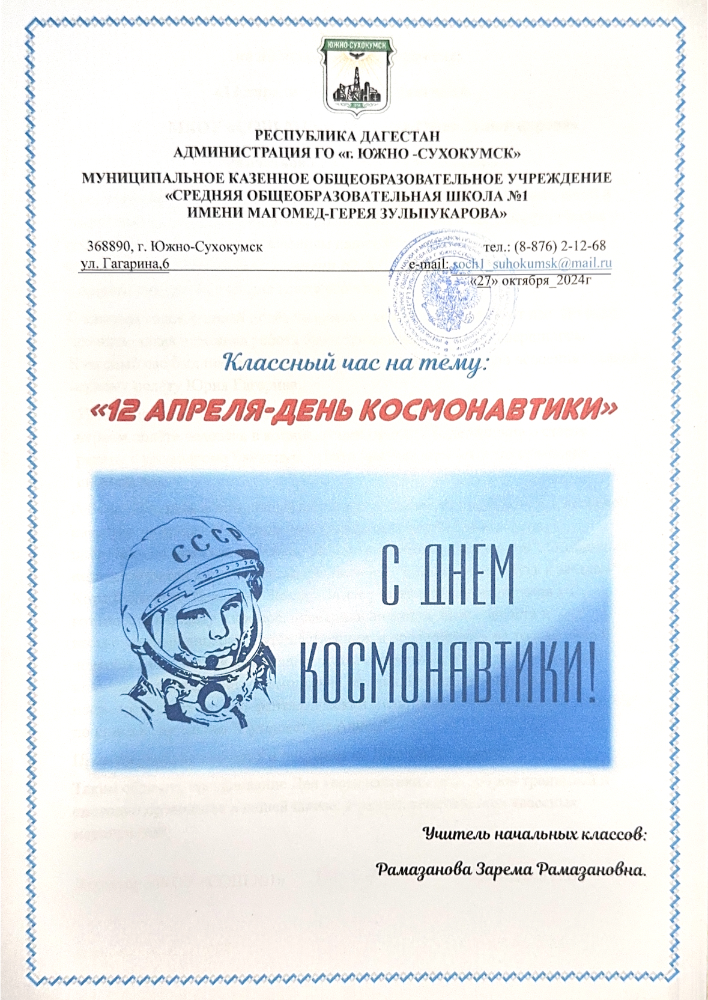 ЮЖНО-СУХОКУМСК
РЕСПУБЛИКА ДАГЕСТАН
АДМИНИСТРАЦИЯ ГО «г. ЮЖНО -СУХОКУМСК»
МУНИЦИПАЛЬНОЕ КАЗЕННОЕ ОБЩЕОБРАЗОВАТЕЛЬНОЕ УЧРЕЖДЕНИЕ
«СРЕДНЯЯ ОБЩЕОБРАЗОВАТЕЛЬНАЯ ШКОЛА №1
ИМЕНИ МАГОМЕД-ГЕРЕЯ ЗУЛЬПУКАРОВА»
368890, г. Южно-Сухокумск тел.: (8-876) 2-12-68
ул. Гагарина,6 e-mail: soch1_suhokumsk@mail.ru
«27» октября_2024г
Классный час на тему:
«12 АПРЕЛЯ-ДЕНЬ КОСМОНАВТИКИ»
СССР
С ДНЕМ
КОСМОНАВТИКИ!
Учитель начальных классов:
Рамазанова Зарема Рамазановна.